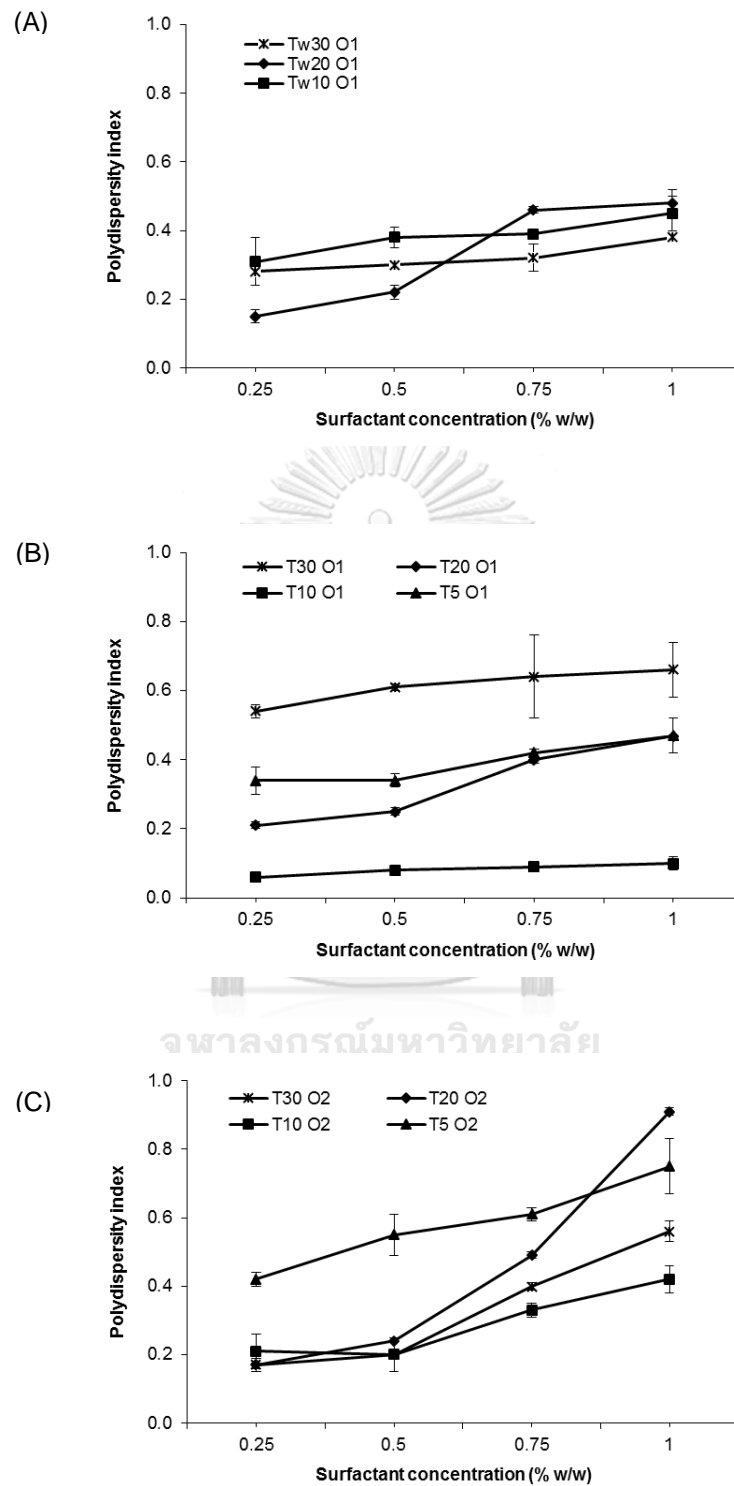 (A)
Tw30 O1
Tw20 O1
Tw10 O1
1.0
0.8
0.6
0.4
0.2
0.0
Polydispersity index
0.25 0.5 0.75 1
Surfactant concentration (% w/w)
(B)
T30 O1 T20 O1
T10 O1 T5 O1
1.0
0.8
0.6
0.4
0.2
0.0
Polydispersity index
0.25 0.5 0.75 1
Surfactant concentration (% w/w)
จุฬาลงกรณ์มหาวิทยาลัย
(C)
T30 O2 T20 O2
T10 O2 T5 O2
1.0
0.8
0.6
0.4
0.2
0.0
Polydispersity index
0.25 0.5 0.75 1
Surfactant concentration (% w/w)